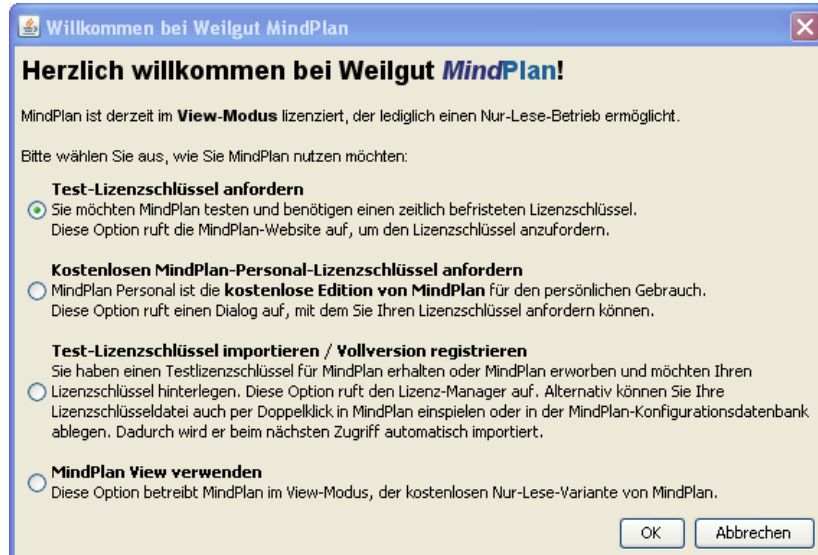 Willkommen bei Weilgut MindPlan
Herzlich willkommen bei Weilgut MindPlan!
MindPlan ist derzeit im View-Modus lizenziert, der lediglich einen Nur-Lese-Betrieb ermöglicht.
Bitte wählen Sie aus, wie Sie MindPlan nutzen möchten:
Test-Lizenzschlüssel anfordern
Sie möchten MindPlan testen und benötigen einen zeitlich befristeten Lizenzschlüssel.
Diese Option ruft die MindPlan-Website auf, um den Lizenzschlüssel anzufordern.
Kostenlosen MindPlan-Personal-Lizenzschlüssel anfordern
MindPlan Personal ist die kostenlose Edition von MindPlan für den persönlichen Gebrauch.
Diese Option ruft einen Dialog auf, mit dem Sie Ihren Lizenzschlüssel anfordern können.
Test-Lizenzschlüssel importieren / Vollversion registrieren
Sie haben einen Testlizenzschlüssel für MindPlan erhalten oder MindPlan erworben und möchten Ihren
Lizenzschlüssel hinterlegen. Diese Option ruft den Lizenz-Manager auf. Alternativ können Sie Ihre
Lizenzschlüsseldatei auch per Doppelklick in MindPlan einspielen oder in der MindPlan-Konfigurationsdatenbank
ablegen. Dadurch wird er beim nächsten Zugriff automatisch importiert.
MindPlan View verwenden
Diese Option betreibt MindPlan im View-Modus, der kostenlosen Nur-Lese-Variante von MindPlan.
OK Abbrechen